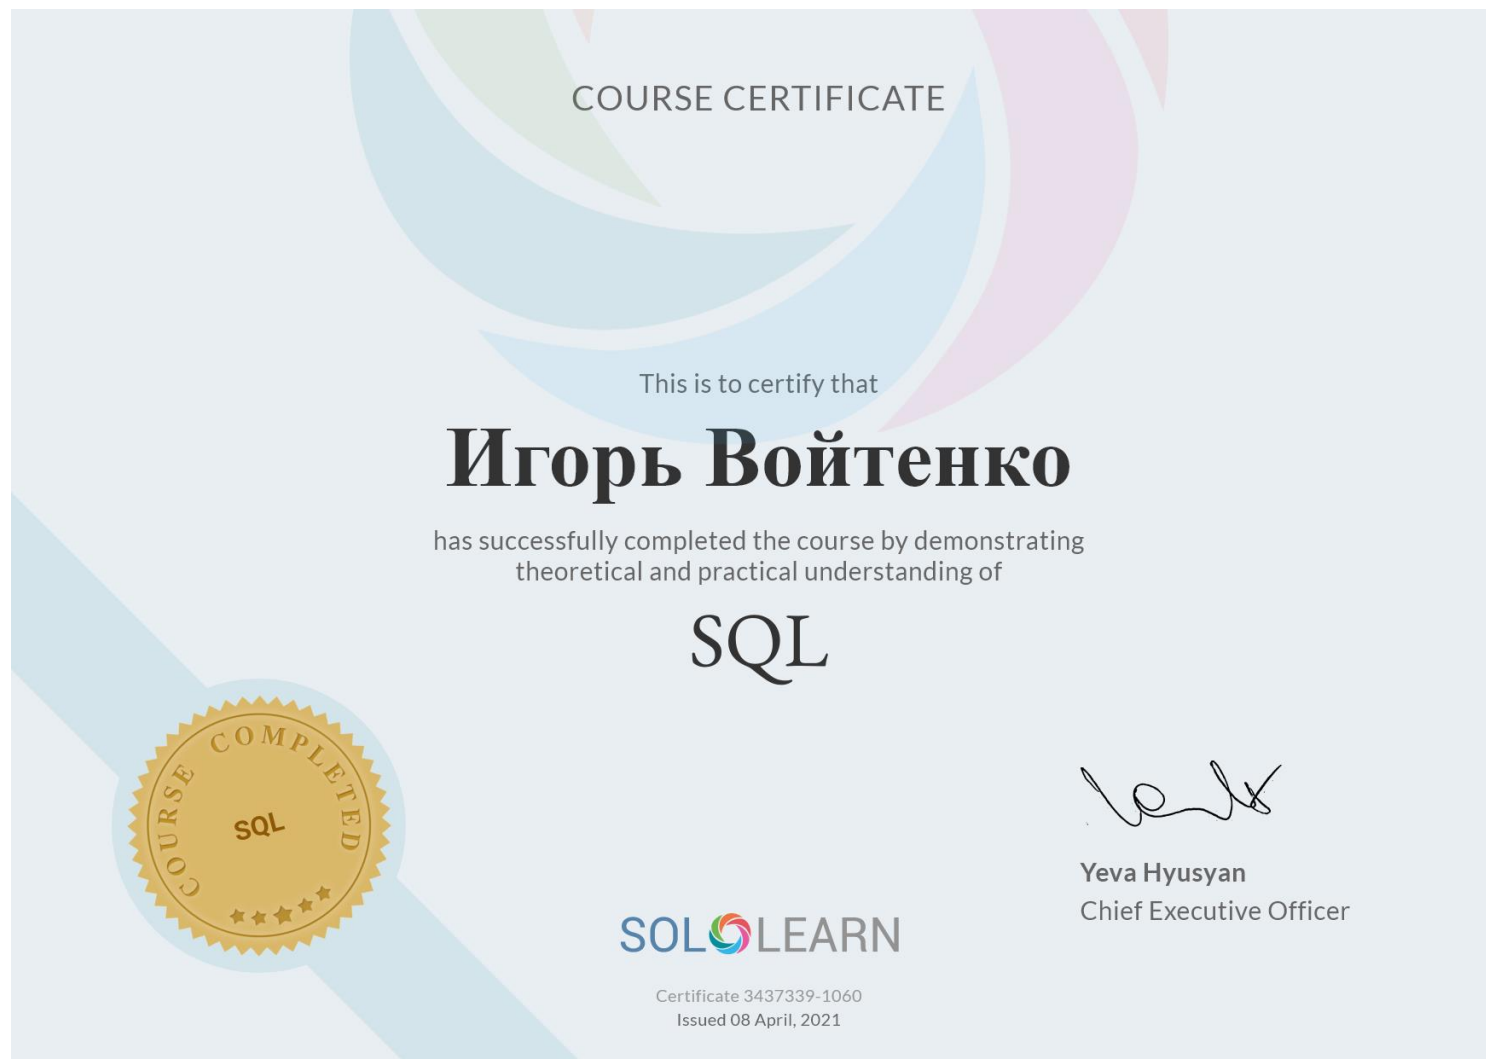 COURSE CERTIFICATE
This is to certify that
Игорь Войтенко
has successfully completed the course by demonstrating
theoretical and practical understanding of
SQL
COURSE COMPLETED
SQL
Yeva Hyusyan
Chief Executive Officer
SOLOLEARN
Certificate 3437339-1060
Issued 08 April, 2021